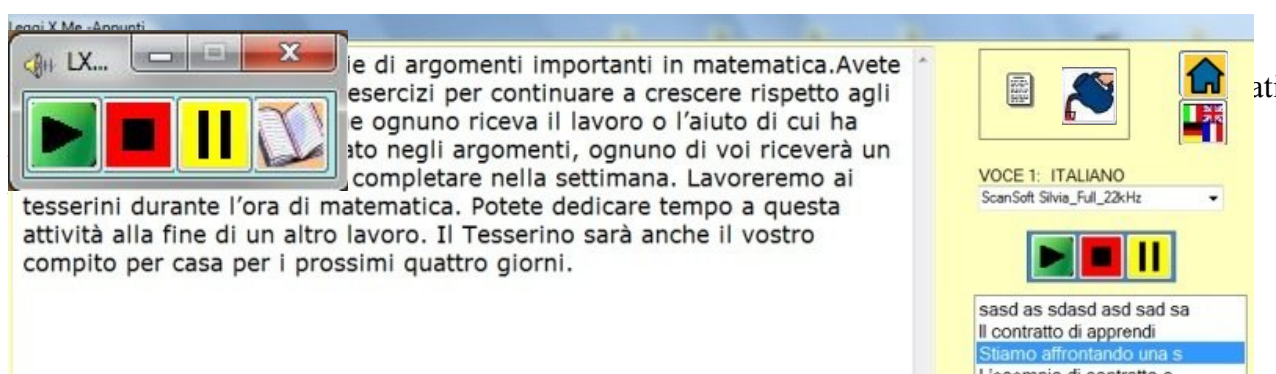 Leggi X Me -Appunti
LX...
ie di argomenti importanti in matematica.Avete
esercizi per continuare a crescere rispetto agli
e ognuno riceva il lavoro o l'aiuto di cui ha
ato negli argomenti, ognuno di voi riceverà un
completare nella settimana. Lavoreremo ai
tesserini durante l'ora di matematica. Potete dedicare tempo a questa
attività alla fine di un altro lavoro. Il Tesserino sarà anche il vostro
compito per casa per i prossimi quattro giorni.
ati
VOCE 1: ITALIANO
ScanSoft Silvia_Full_22kHz
sasd as sdasd asd sad sa
Il contratto di apprendi
Stiamo affrontando una s